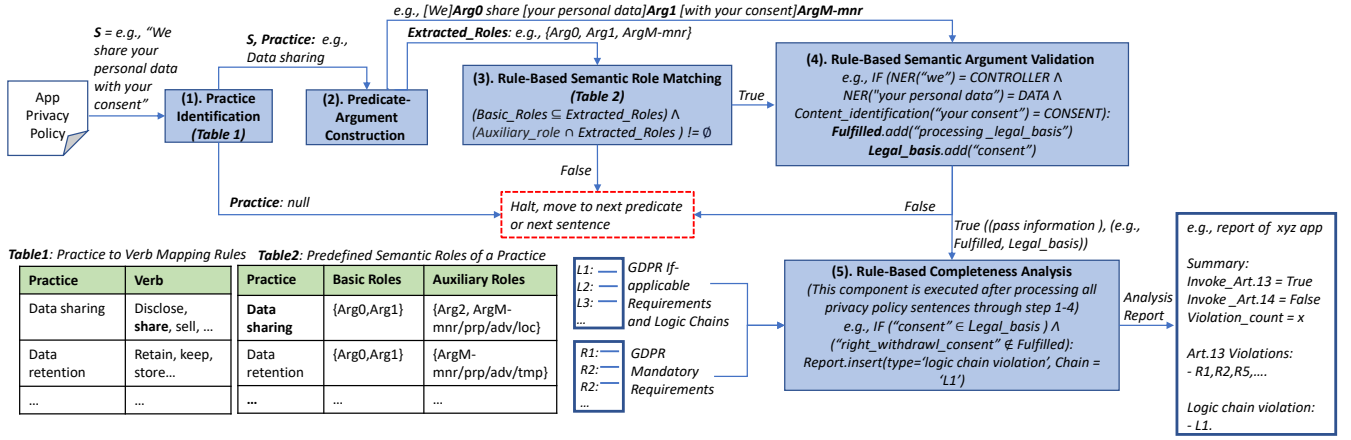 e.g., [We]Arg0 share [your personal data]Arg1 [with your consent]ArgM-mnr
S = e.g., “We
share your
personal data
with your
consent”
App
Privacy
Policy
(1). Practice
Identification
(Table 1)
S, Practice: e.g.,
Data sharing
(2). Predicate-
Argument
Construction
Extracted_Roles: e.g., {Arg0, Arg1, ArgM-mnr}
(3). Rule-Based Semantic Role Matching
(Table 2)
(Basic_Roles ⊆ Extracted_Roles) Λ
(Auxiliary_role ∩ Extracted_Roles ) != ∅
True
(4). Rule-Based Semantic Argument Validation
e.g., IF (NER(“we”) = CONTROLLER Λ
NER("your personal data”) = DATA Λ
Content_identification(“your consent”) = CONSENT):
Fulfilled.add(“processing _legal_basis”)
Legal_basis.add(“consent”)
False
Practice: null
Halt, move to next predicate
or next sentence
False
True ((pass information ), (e.g.,
Fulfilled, Legal_basis))
Table1: Practice to Verb Mapping Rules
Practice Verb
Data sharing Disclose,
share, sell, …
Data Retain, keep,
retention store…
… …
Table2: Predefined Semantic Roles of a Practice
Practice Basic Roles Auxiliary Roles
Data {Arg0,Arg1} {Arg2, ArgM-
sharing mnr/prp/adv/loc}
Data {Arg0,Arg1} {ArgM-
retention mnr/prp/adv/tmp}
… … …
L1:
L2:
L3:
…
GDPR If-
applicable
Requirements
and Logic Chains
R1:
R2:
R2:
…
GDPR
Mandatory
Requirements
(5). Rule-Based Completeness Analysis
(This component is executed after processing all
privacy policy sentences through step 1-4)
e.g., IF (“consent” ∈ Legal_basis ) Λ
(“right_withdrawl_consent” ∉ Fulfilled):
Report.insert(type=‘logic chain violation’, Chain =
‘L1’)
Analysis
Report
e.g., report of xyz app
Summary:
Invoke_Art.13 = True
Invoke _Art.14 = False
Violation_count = x
Art.13 Violations:
- R1,R2,R5,….
Logic chain violation:
- L1.